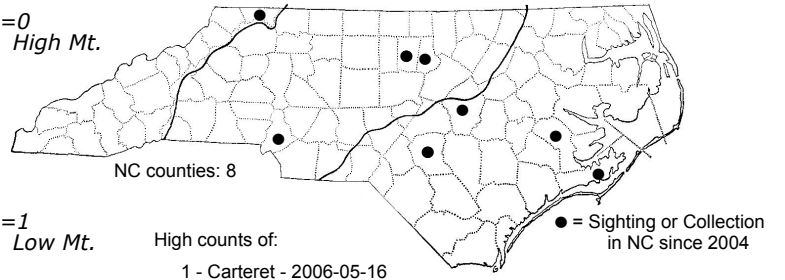 =0
High Mt.
NC counties: 8
=1
Low Mt.
High counts of:
1 - Carteret - 2006-05-16
● = Sighting or Collection
in NC since 2004